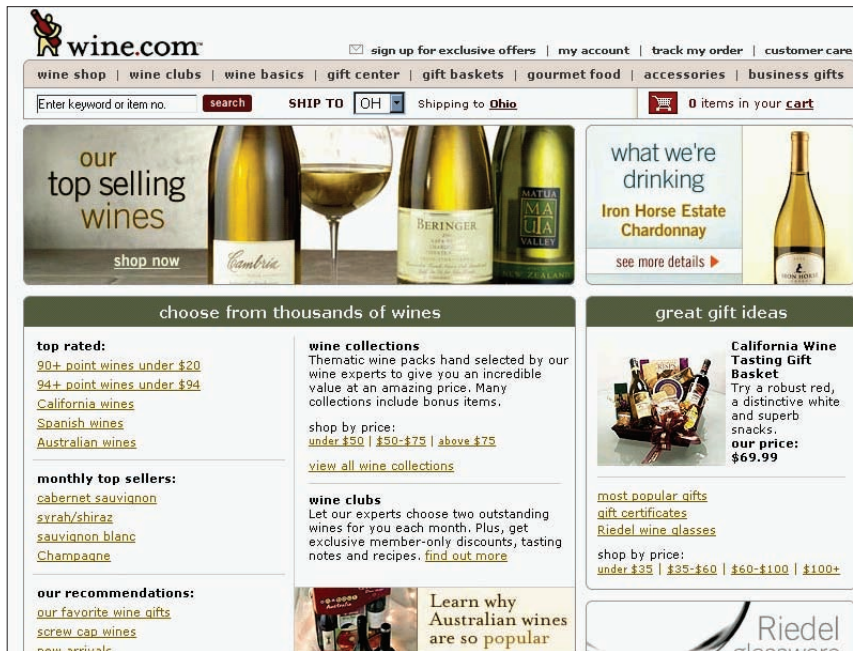 wine.com
sign up for exclusive offers | my account | track my order | customer care
wine shop | wine clubs | wine basics | gift center | gift baskets | gourmet food | accessories | business gifts
Enter keyword or item no. search SHIP TO OH Shipping to Ohio 0 items in your cart
our
top selling
wines
shop now
Cambria
BERINGER
MATUA
MA
UA
VALLEY
NEW ZEALAND
what we're
drinking
Iron Horse Estate
Chardonnay
see more details
IRON HORSE
choose from thousands of wines
top rated:
90+ point wines under $20
94+ point wines under $94
California wines
Spanish wines
Australian wines
monthly top sellers:
cabernet sauvignon
syrah/shiraz
sauvignon blanc
Champagne
our recommendations:
our favorite wine gifts
screw cap wines
new arrivals
wine collections
Thematic wine packs hand selected by our
wine experts to give you an incredible
value at an amazing price. Many
collections include bonus items.
shop by price:
under $50 | $50-$75 | above $75
view all wine collections
wine clubs
Let our experts choose two outstanding
wines for you each month. Plus, get
exclusive member-only discounts, tasting
notes and recipes. find out more
Australia
Learn why
Australian wines
are so popular
great gift ideas
California Wine
Tasting Gift
Basket
Try a robust red,
a distinctive white
and superb
snacks.
our price:
$69.99
most popular gifts
gift certificates
Riedel wine glasses
shop by price:
under $35 | $35-$60 | $60-$100 | $100+
Riedel
glassware